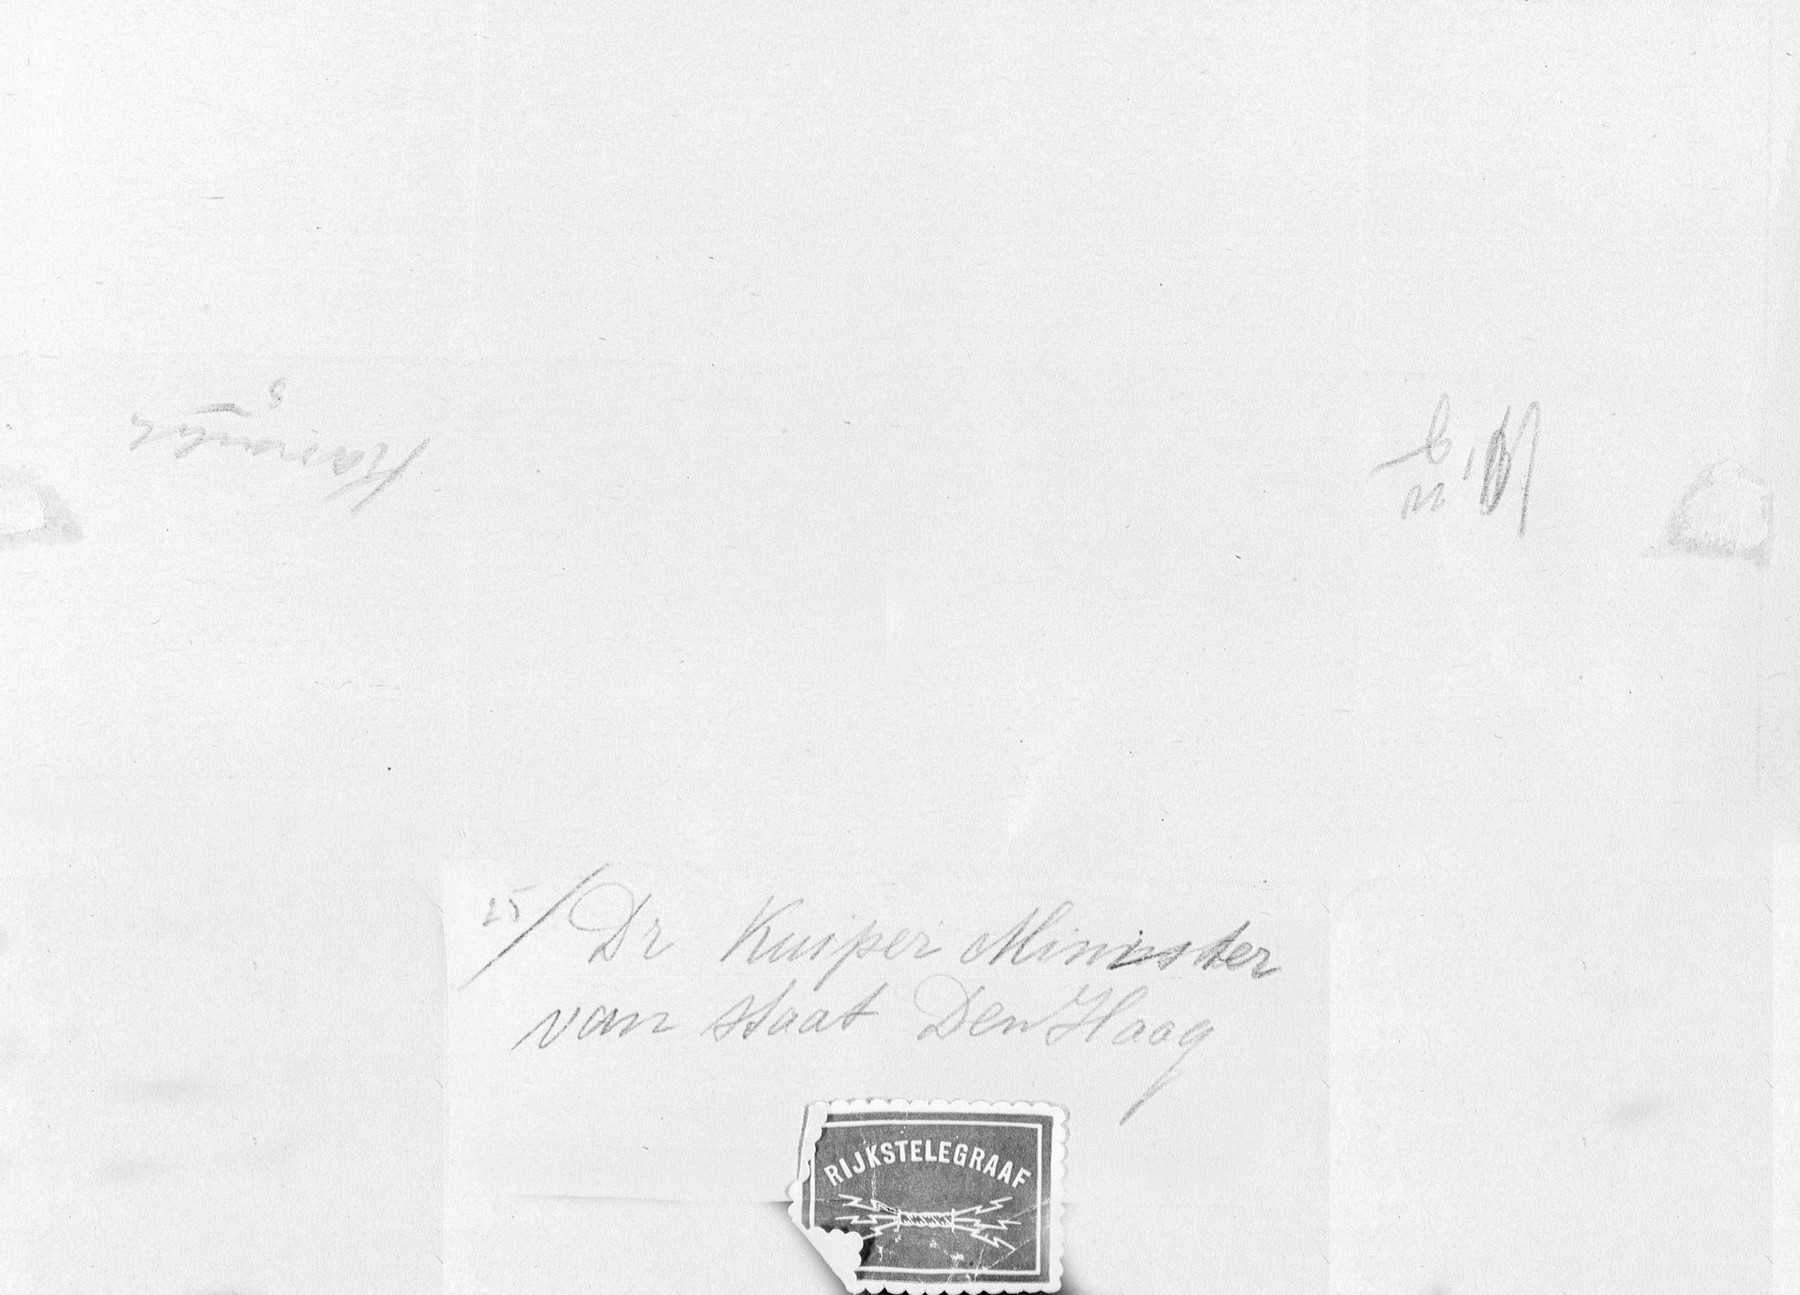 25/ Dr Kuiper Minister
van staat Den Haag
RIJKSTELEGRAAF